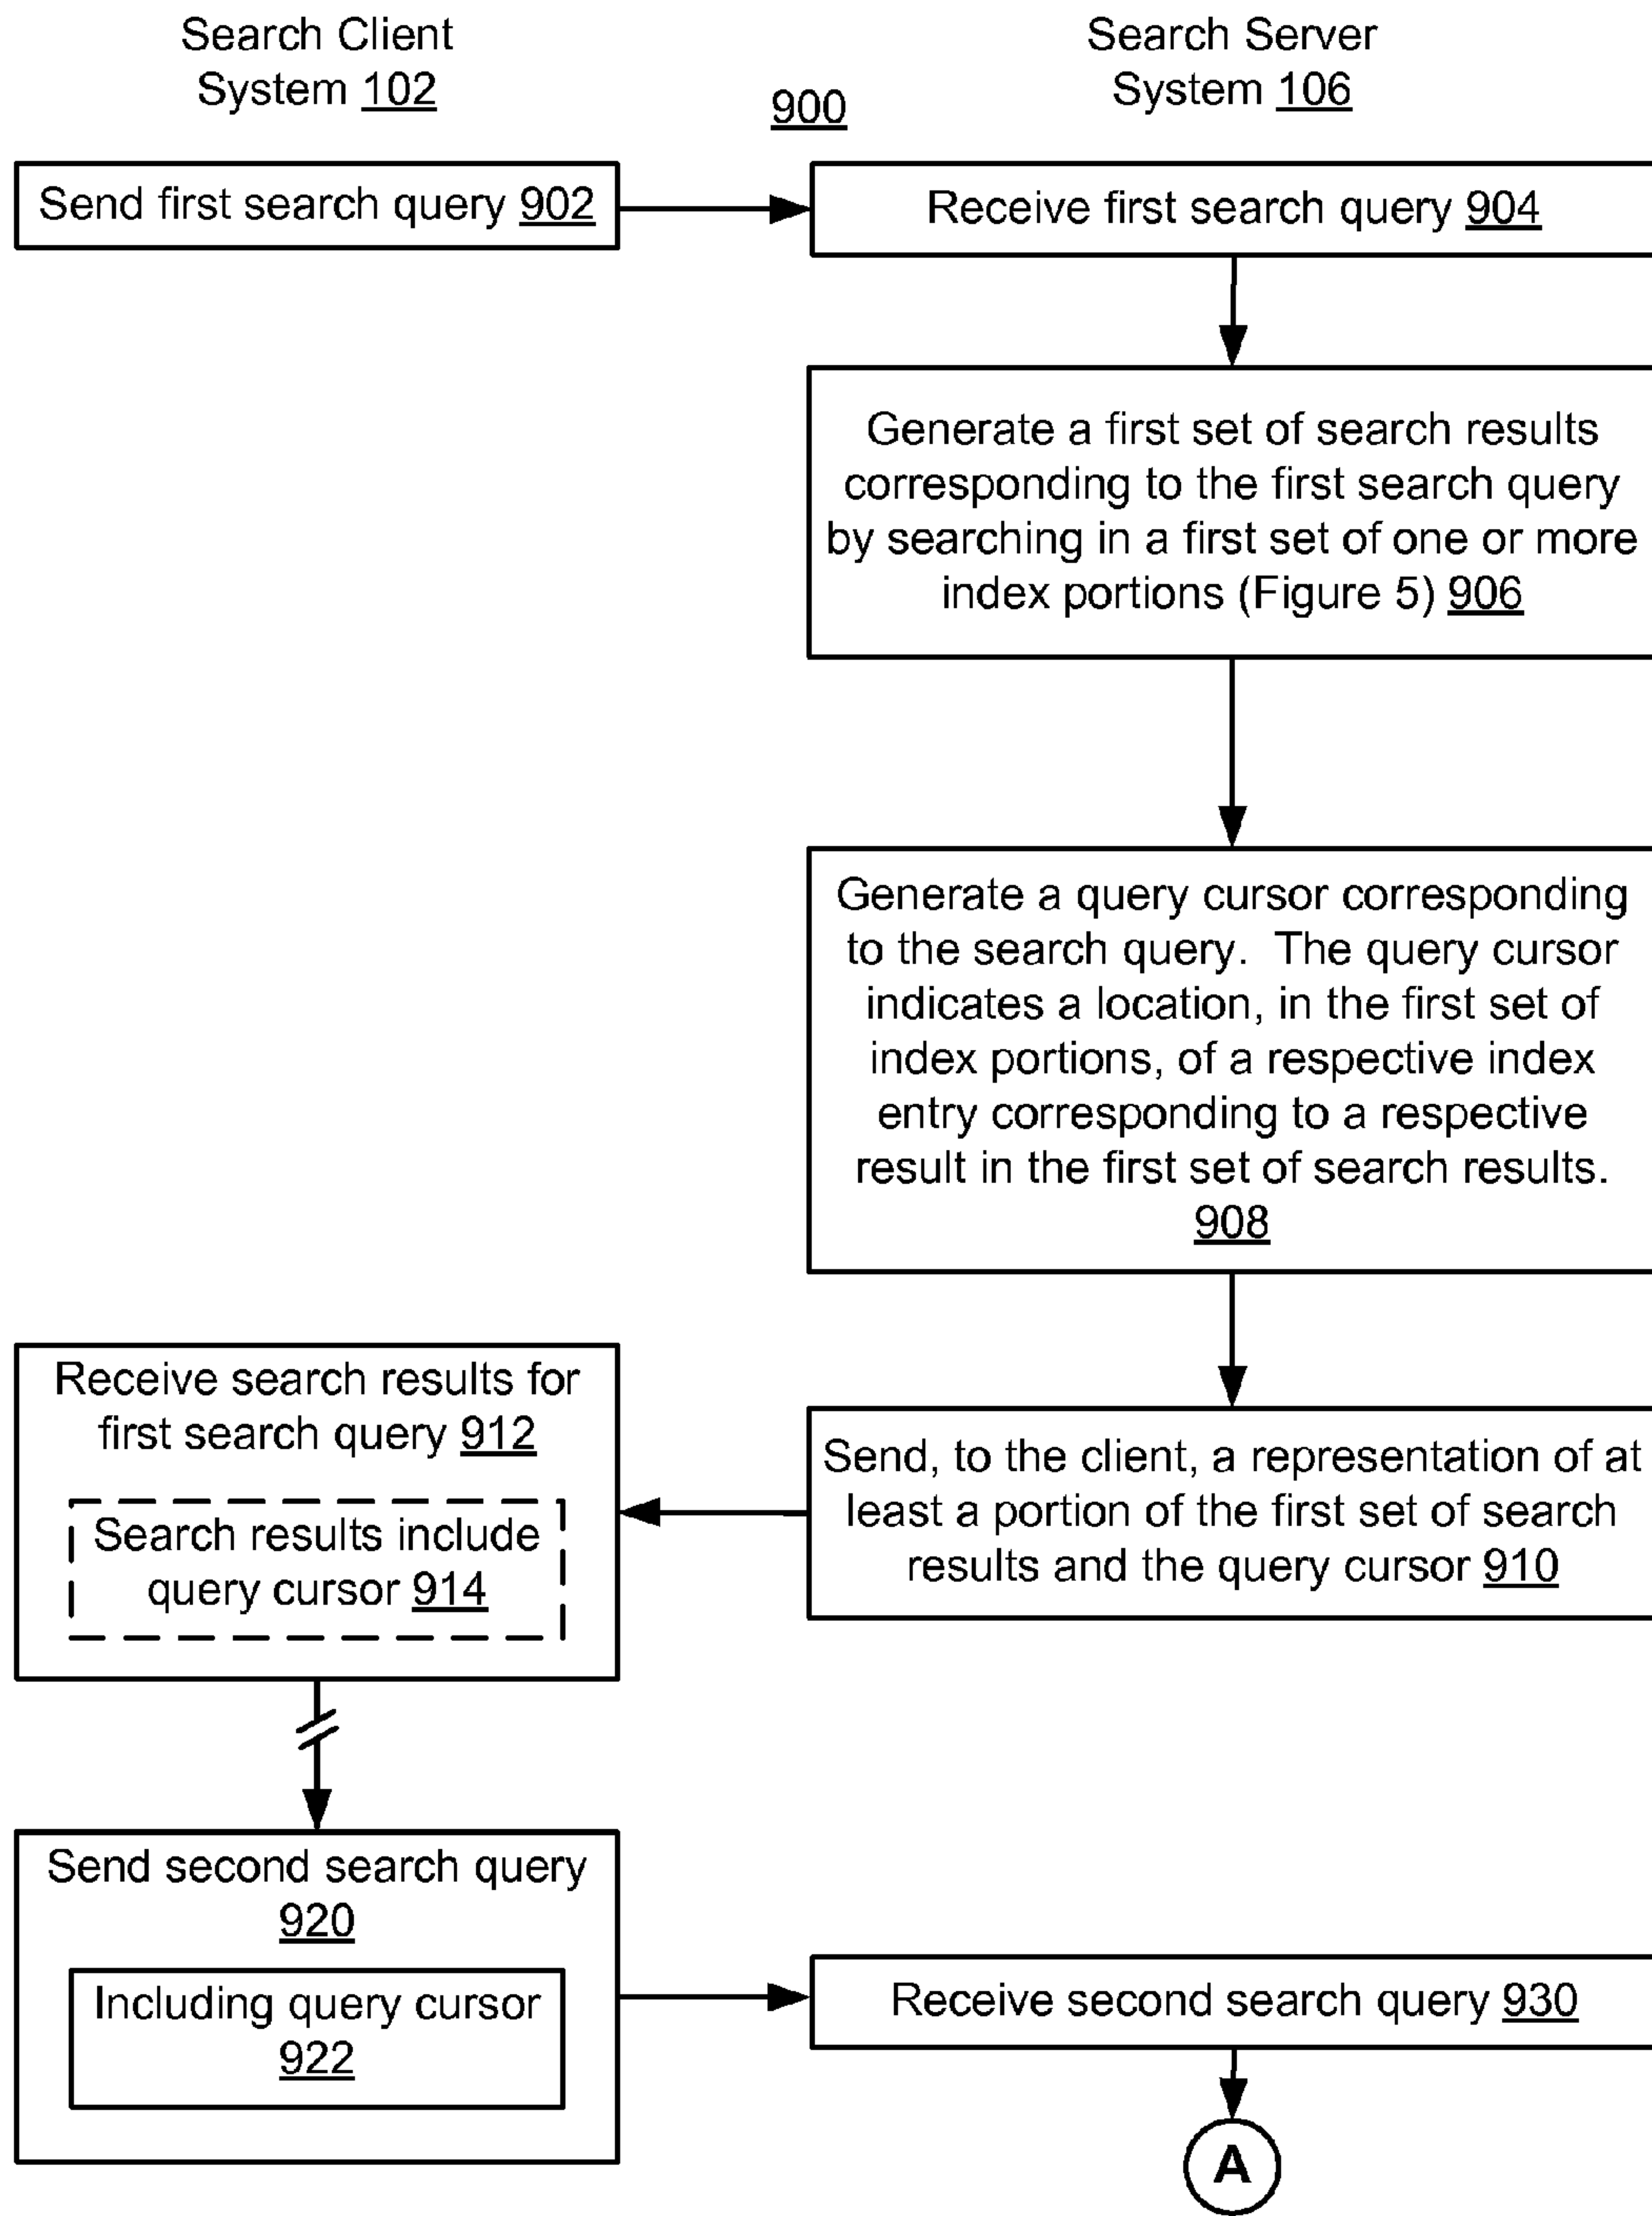 Search Client
System 102
Search Server
System 106
900
Send first search query 902
Receive first search query 904
Generate a first set of search results
corresponding to the first search query
by searching in a first set of one or more
index portions (Figure 5) 906
Generate a query cursor corresponding
to the search query. The query cursor
indicates a location, in the first set of
index portions, of a respective index
entry corresponding to a respective
result in the first set of search results.
908
Send, to the client, a representation of at
least a portion of the first set of search
results and the query cursor 910
Receive search results for
first search query 912
Search results include
query cursor 914
Send second search query
920
Including query cursor
922
Receive second search query 930
A